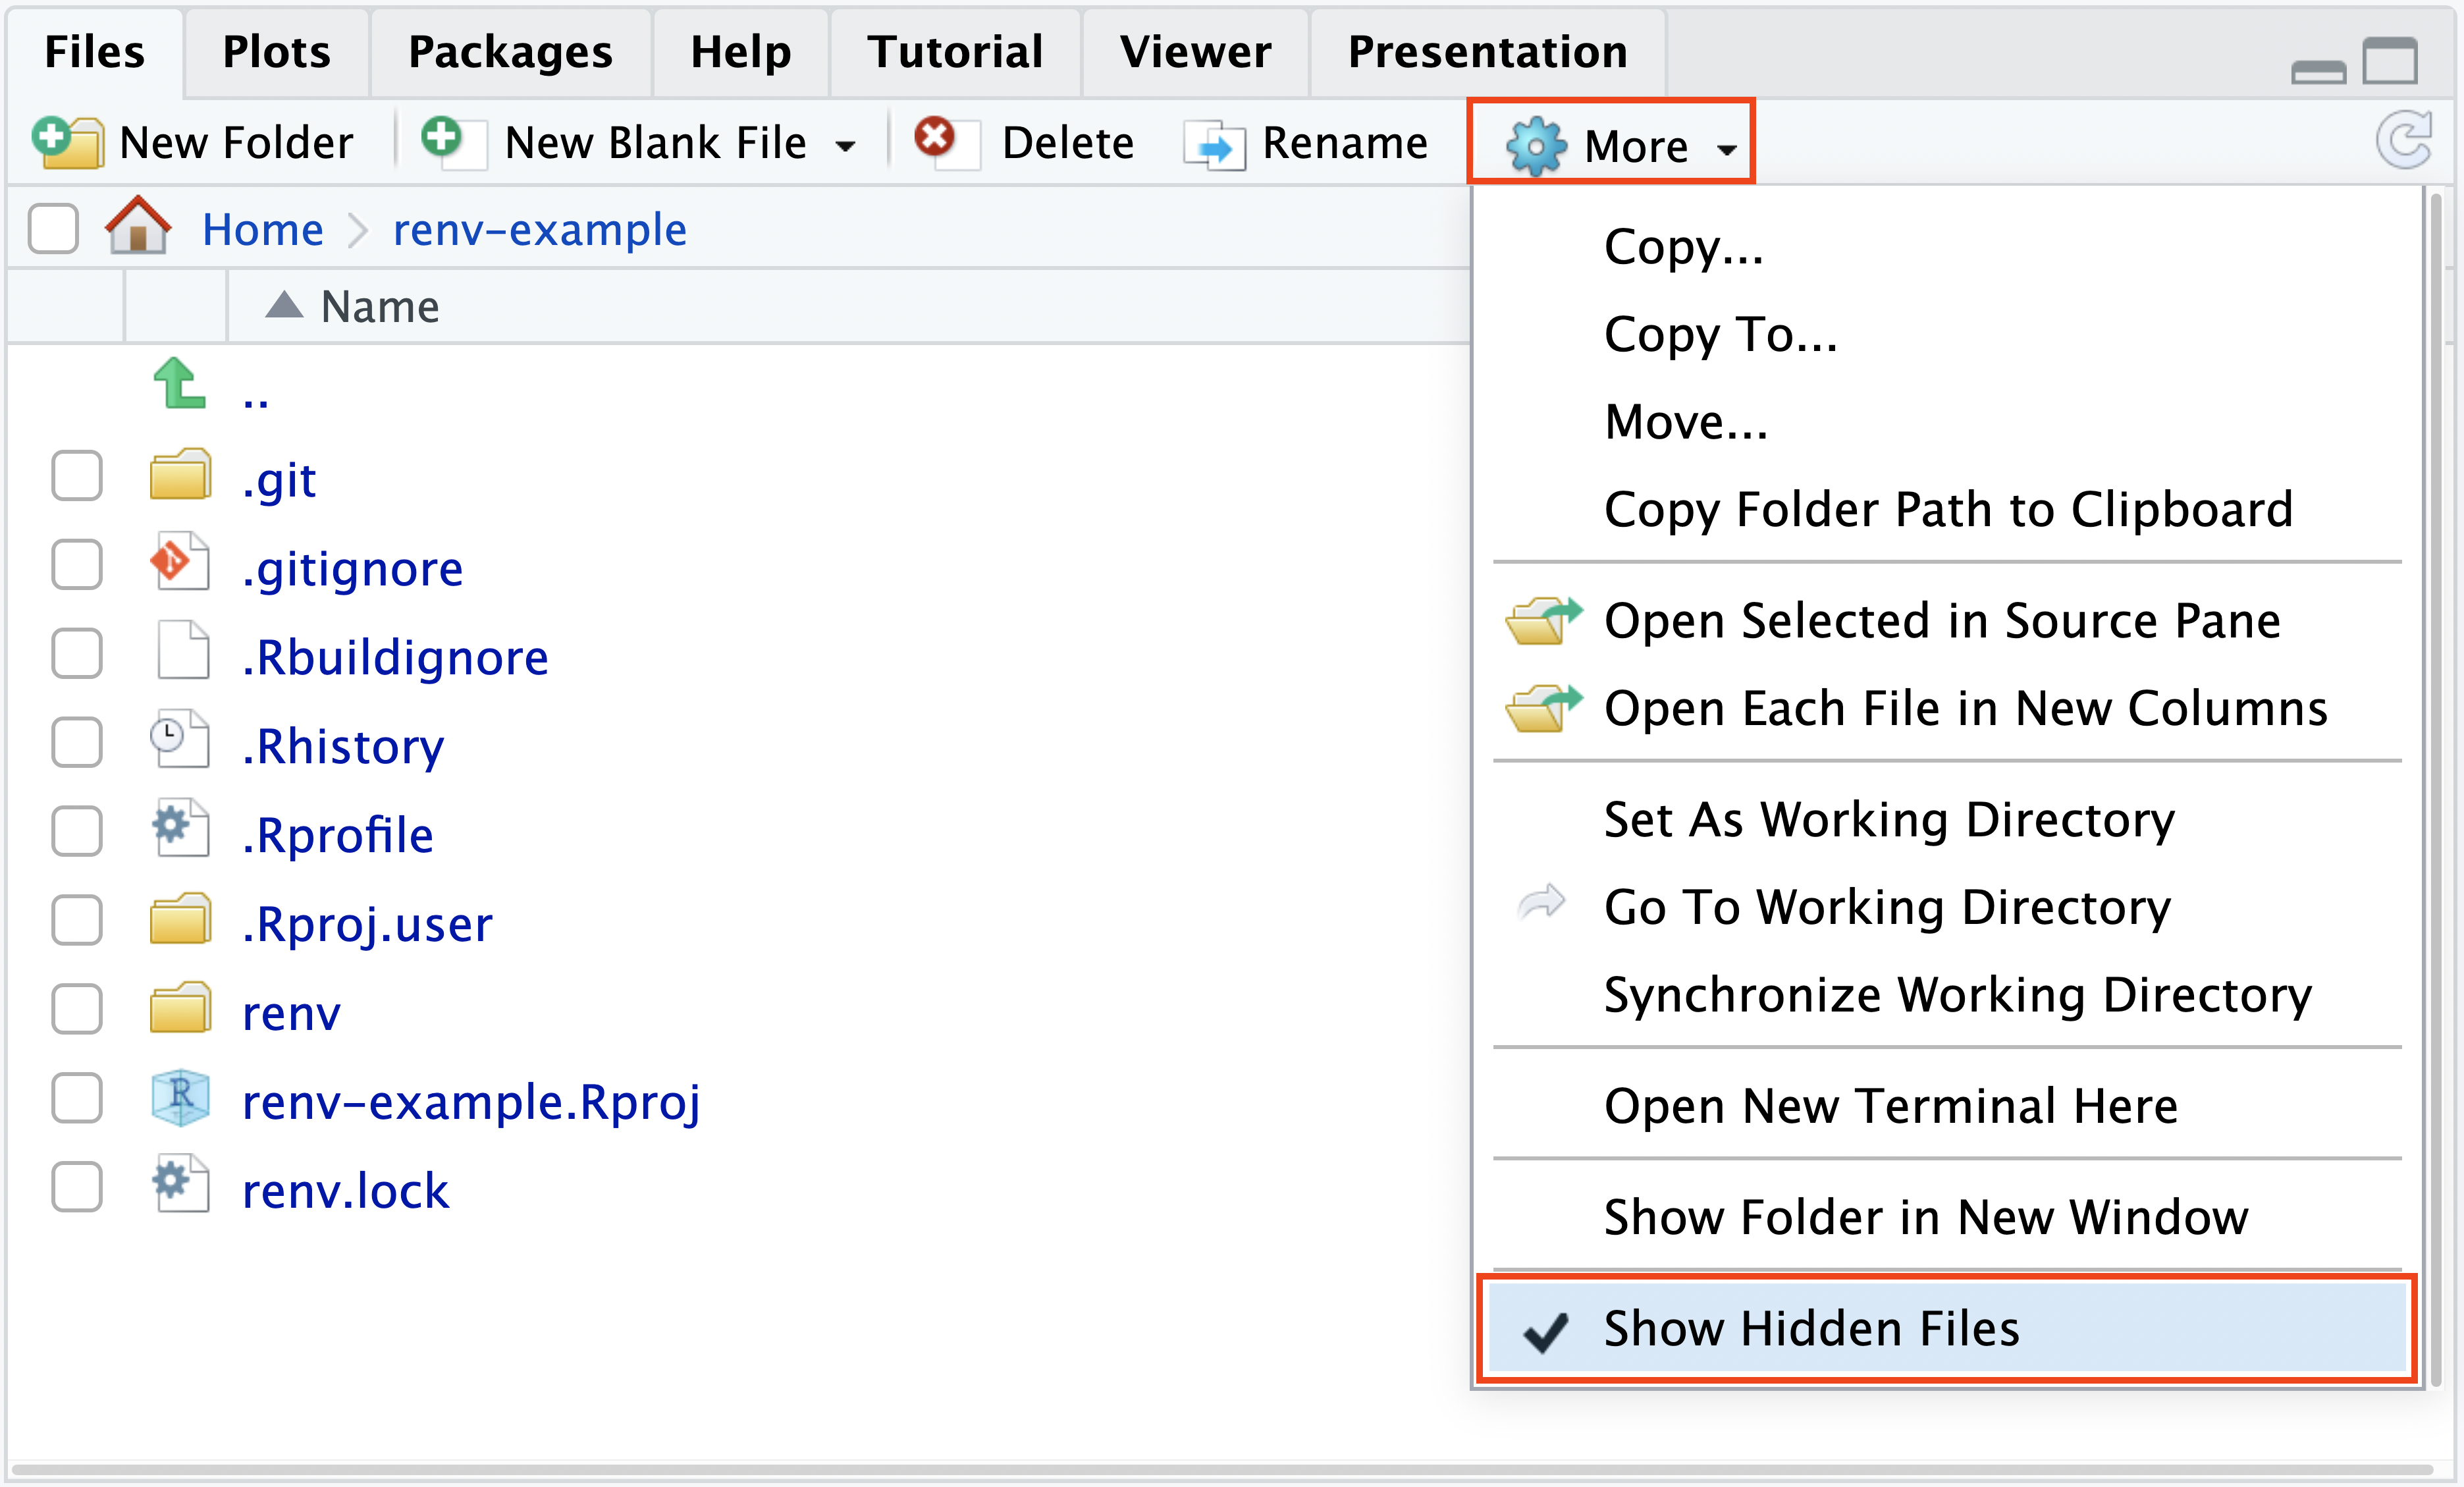 Files Plots Packages Help Tutorial Viewer Presentation
New Folder New Blank File Delete Rename More
Home renv-example
Name
..
.git
.gitignore
.Rbuildignore
.Rhistory
.Rprofile
.Rproj.user
renv
renv-example.Rproj
renv.lock
Copy...
Copy To...
Move...
Copy Folder Path to Clipboard
Open Selected in Source Pane
Open Each File in New Columns
Set As Working Directory
Go To Working Directory
Synchronize Working Directory
Open New Terminal Here
Show Folder in New Window
Show Hidden Files